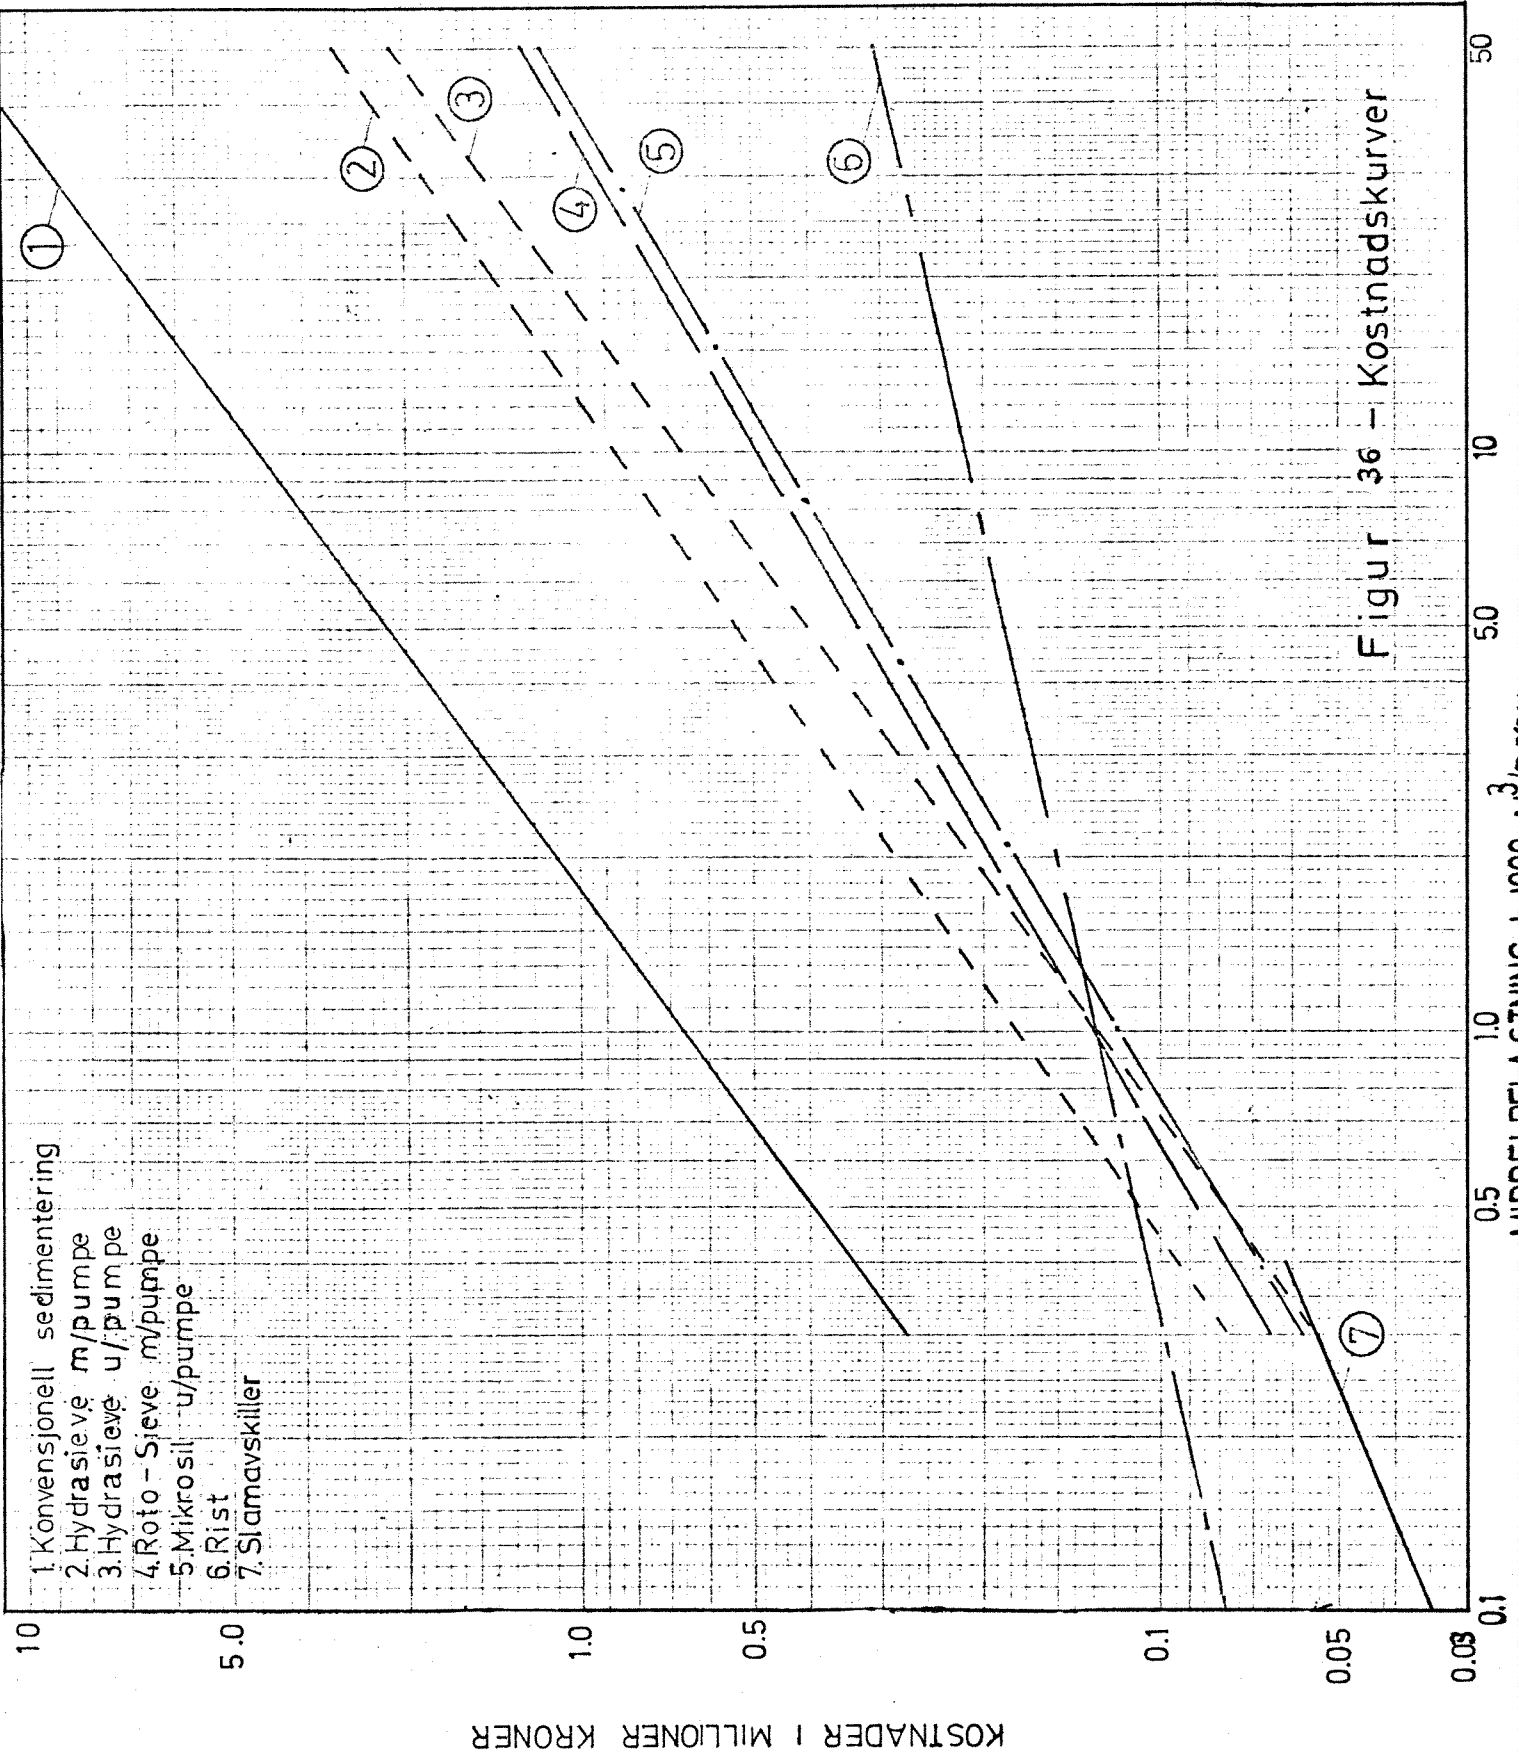 1.Konvensjonell sedimentering
2.Hydrasieve m/pumpe
3.Hydrasieve u/pumpe
4.Roto-Sieve m/pumpe
5.Mikrosil u/pumpe
6.Rist
7.Slamavskiller
1
2
3
4
5
6
7
10
5.0
1.0
0.5
0.1
0.05
0.03
KOSTNADER I MILLIONER KRONER
0.1
0.5
1.0
5.0
10
50
Figur 36 – Kostnadskurver